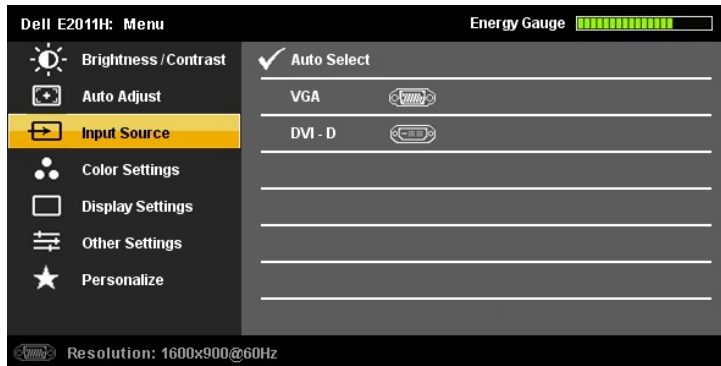 Dell E2011H: Menu
Energy Gauge
Brightness / Contrast
Auto Adjust
Input Source
Color Settings
Display Settings
Other Settings
Personalize
Auto Select
VGA
DVI - D
Resolution: 1600x900@60Hz